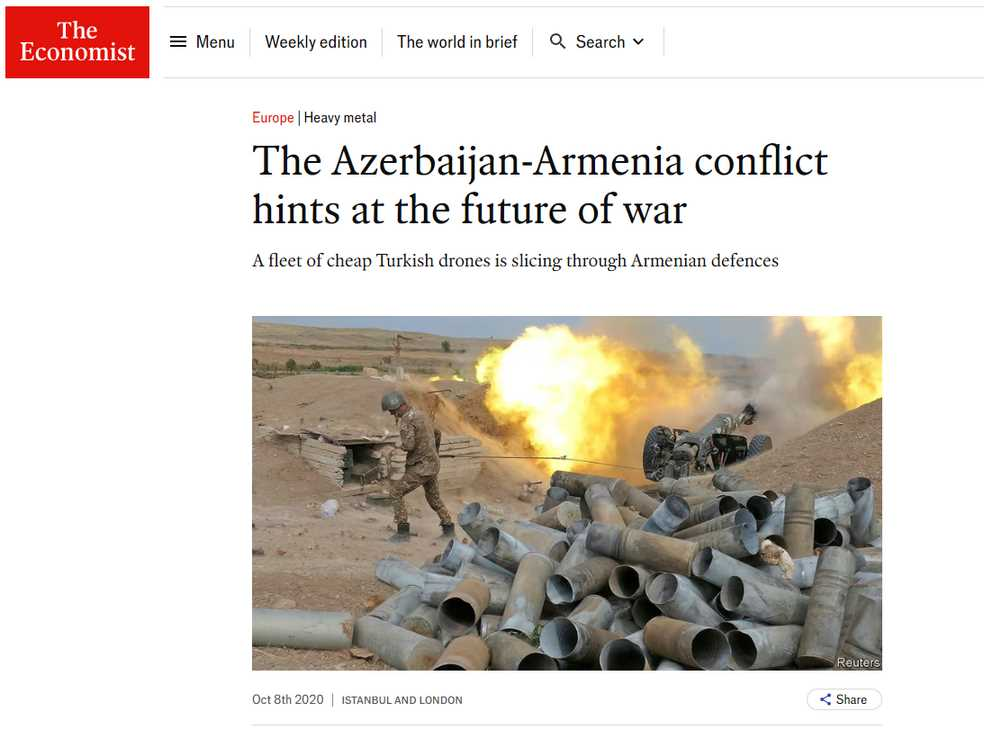 The
Economist
Menu
Weekly edition
The world in brief
Search
Europe | Heavy metal
The Azerbaijan-Armenia conflict
hints at the future of war
A fleet of cheap Turkish drones is slicing through Armenian defences
Reuters
Oct 8th 2020 | ISTANBUL AND LONDON
Share